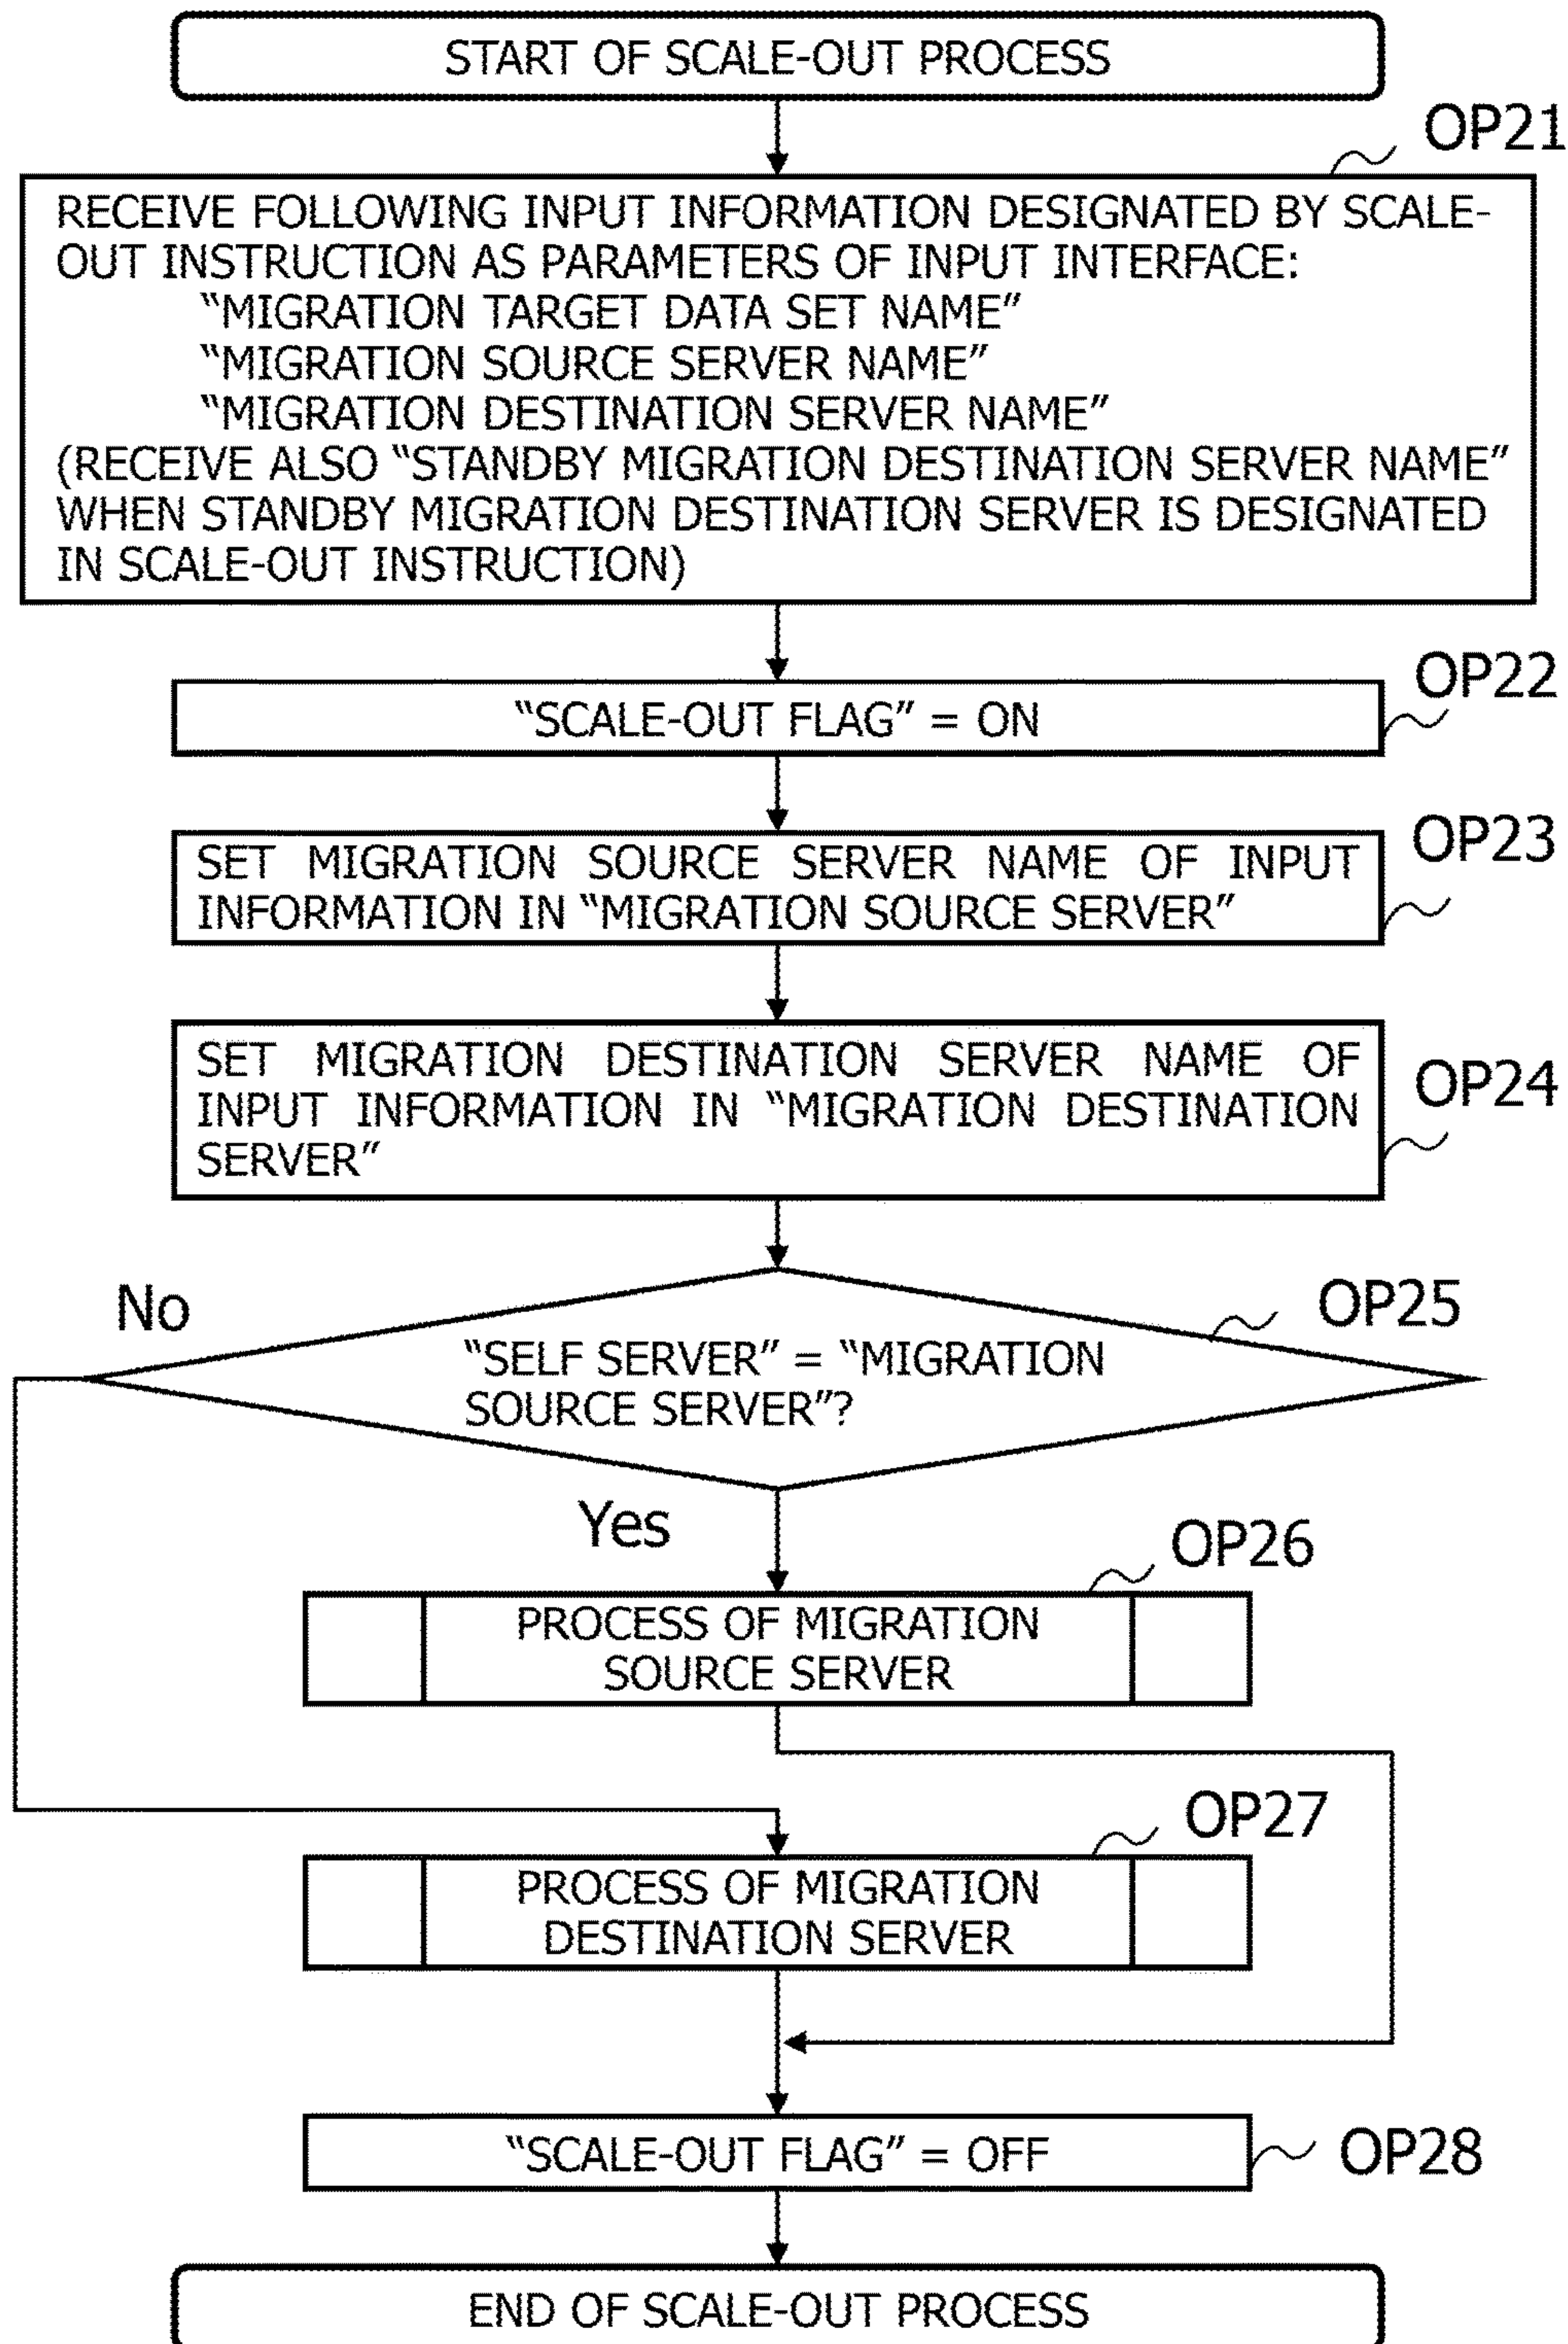 START OF SCALE-OUT PROCESS
OP21
RECEIVE FOLLOWING INPUT INFORMATION DESIGNATED BY SCALE-
OUT INSTRUCTION AS PARAMETERS OF INPUT INTERFACE:
“MIGRATION TARGET DATA SET NAME”
“MIGRATION SOURCE SERVER NAME”
“MIGRATION DESTINATION SERVER NAME”
(RECEIVE ALSO “STANDBY MIGRATION DESTINATION SERVER NAME”
WHEN STANDBY MIGRATION DESTINATION SERVER IS DESIGNATED
IN SCALE-OUT INSTRUCTION)
OP22
“SCALE-OUT FLAG” = ON
OP23
SET MIGRATION SOURCE SERVER NAME OF INPUT
INFORMATION IN “MIGRATION SOURCE SERVER”
OP24
SET MIGRATION DESTINATION SERVER NAME OF
INPUT INFORMATION IN “MIGRATION DESTINATION
SERVER”
No
OP25
“SELF SERVER” = “MIGRATION
SOURCE SERVER”?
Yes
OP26
PROCESS OF MIGRATION
SOURCE SERVER
OP27
PROCESS OF MIGRATION
DESTINATION SERVER
“SCALE-OUT FLAG” = OFF
OP28
END OF SCALE-OUT PROCESS